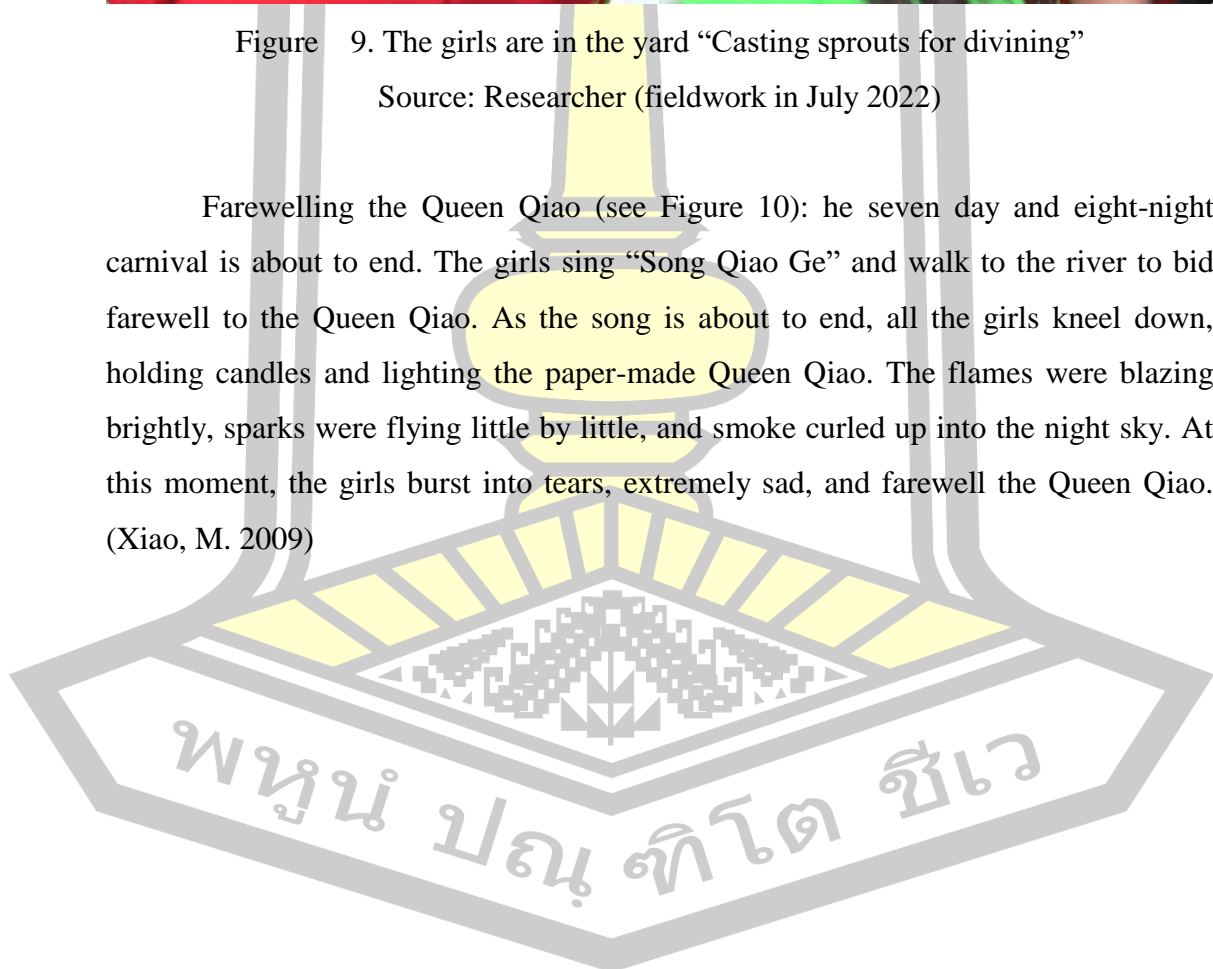 Figure    9. The girls are in the yard “Casting sprouts for divining”
Source: Researcher (fieldwork in July 2022)
Farewelling the Queen Qiao (see Figure 10): he seven day and eight-night
carnival is about to end. The girls sing “Song Qiao Ge” and walk to the river to bid
farewell to the Queen Qiao. As the song is about to end, all the girls kneel down,
holding candles and lighting the paper-made Queen Qiao. The flames were blazing
brightly, sparks were flying little by little, and smoke curled up into the night sky. At
this moment, the girls burst into tears, extremely sad, and farewell the Queen Qiao.
(Xiao, M. 2009)
พหูนํ ปณฺฑิโต ชีเว